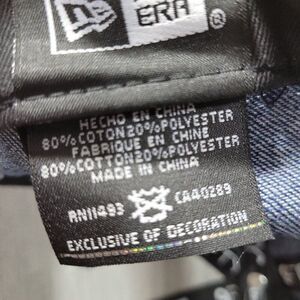 ERA®
HECHO EN CHINA
80%COTON20%POLYESTER
FABRIQUE EN CHINE
80%COTTON20%POLYESTER
MADE IN CHINA
RN11493 CA40289
EXCLUSIVE OF DECORATION